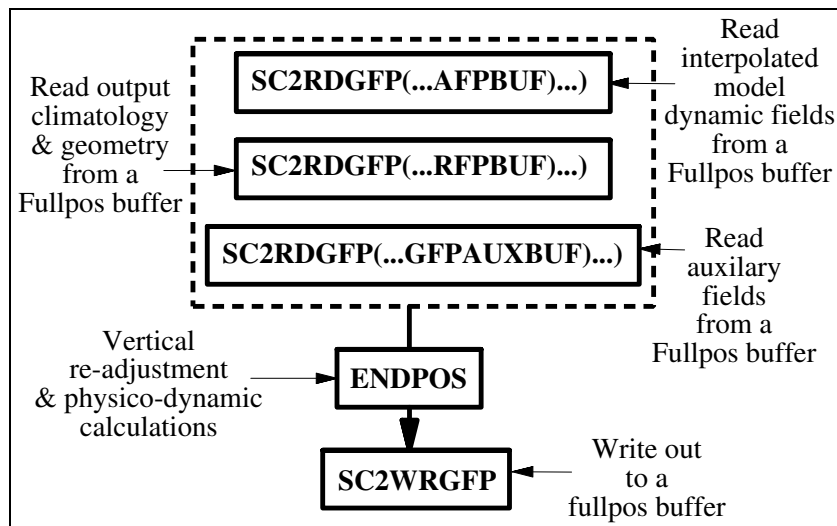 Read
interpolated
model
dynamic fields
from a
Fullpos buffer
SC2RDGFP(...AFPBUF)...)
Read output
climatology
& geometry
from a
Fullpos buffer
SC2RDGFP(...RFPBUF)...)
SC2RDGFP(...GFPAUXBUF)...)
Read
auxilary
fields
from a
Fullpos buffer
Vertical
re-adjustment
& physico-dynamic
calculations
ENDPOS
SC2WRGFP
Write out
to a
fullpos buffer